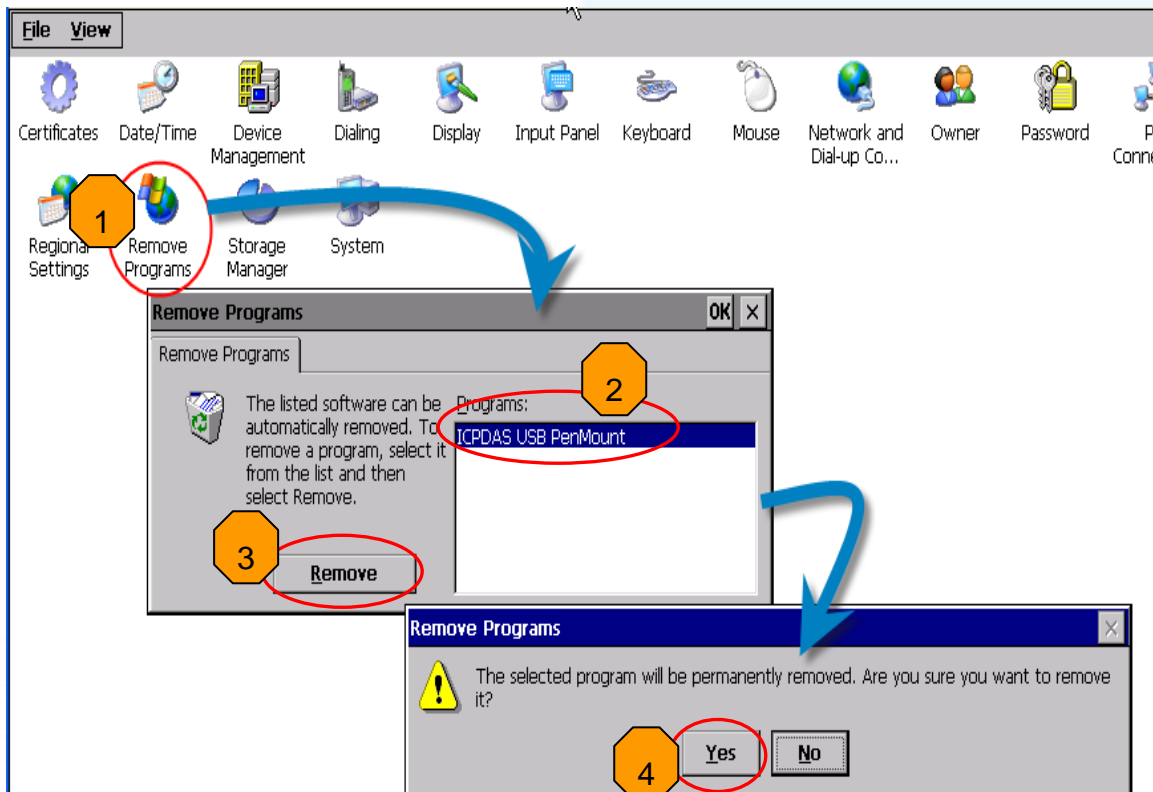 File View
Certificates Date/Time Device Management Dialing Display Input Panel Keyboard Mouse Network and Dial-up Co... Owner Password P Conne
1
Regional Settings Remove Programs Storage Manager System
Remove Programs OK
Remove Programs
2
The listed software can be
automatically removed. To
remove a program, select it
from the list and then
select Remove.
Programs:
ICPDAS USB PenMount
3
Remove
Remove Programs
The selected program will be permanently removed. Are you sure you want to remove
it?
4
Yes No